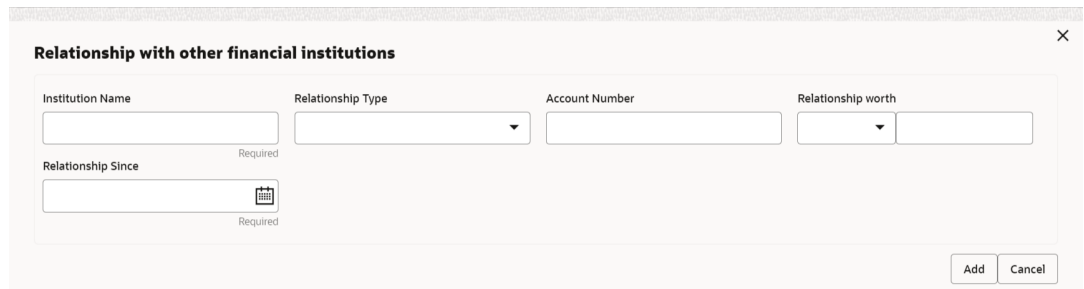 Relationship with other financial institutions
Institution Name
Relationship Type
Account Number
Relationship worth
Required
Relationship Since
Required
Add
Cancel